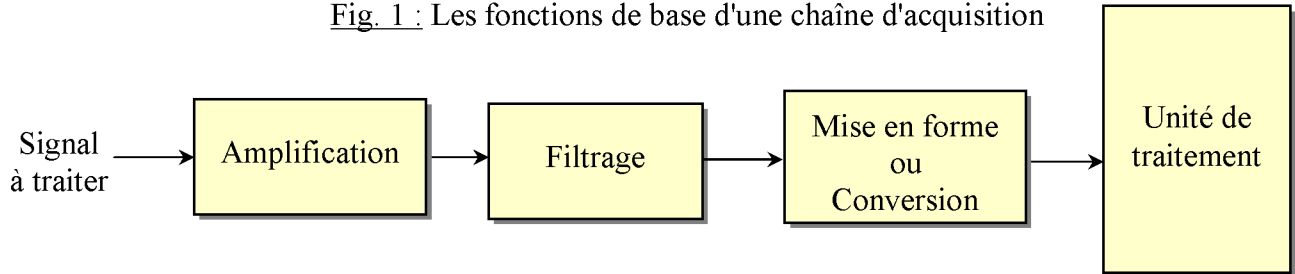 Fig. 1 : Les fonctions de base d'une chaîne d'acquisition
Signal
à traiter
Amplification
Filtrage
Mise en forme
ou
Conversion
Unité de
traitement